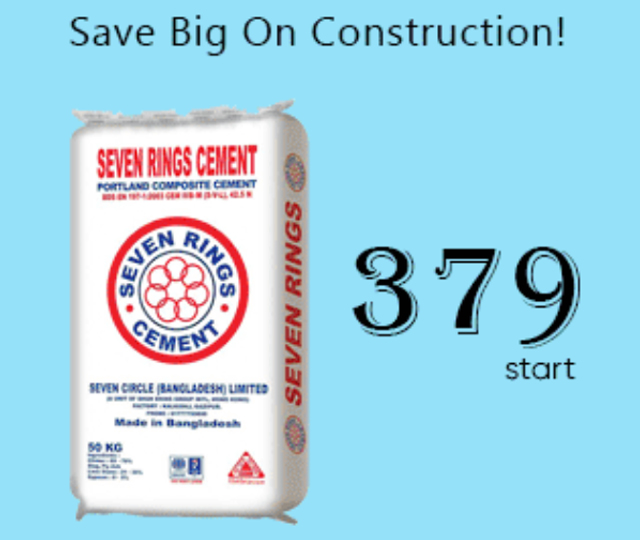 Save Big On Construction!
SEVEN RINGS CEMENT
PORTLAND COMPOSITE CEMENT
SEVEN RINGS
CEMENT
SEVEN CIRCLE (BANGLADESH) LIMITED
Made in Bangladesh
50 KG
SEVEN RINGS
379
start